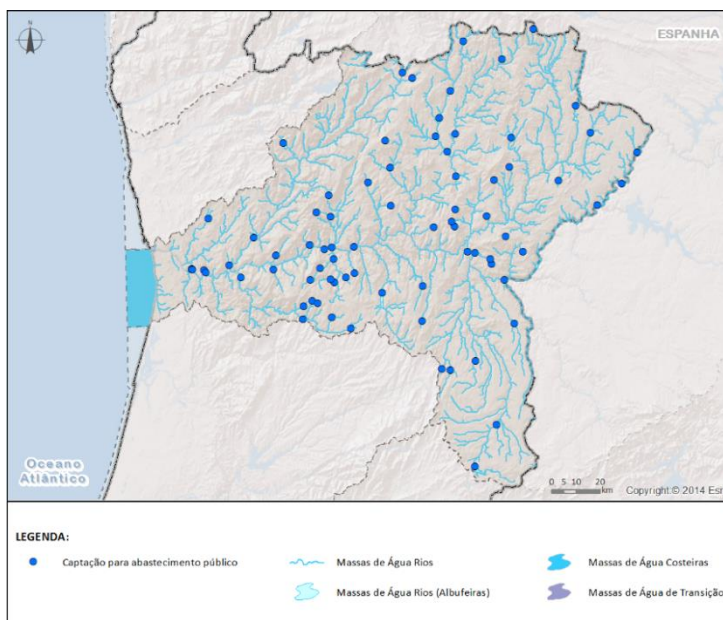 N
ESPANHA
Oceano
Atlântico
0 5 10 20
km
Copyright © 2014 Esr
LEGENDA:
Captação para abastecimento público
Massas de Água Rios
Massas de Água Costeiras
Massas de Água Rios (Albufeiras)
Massas de Água de Transição